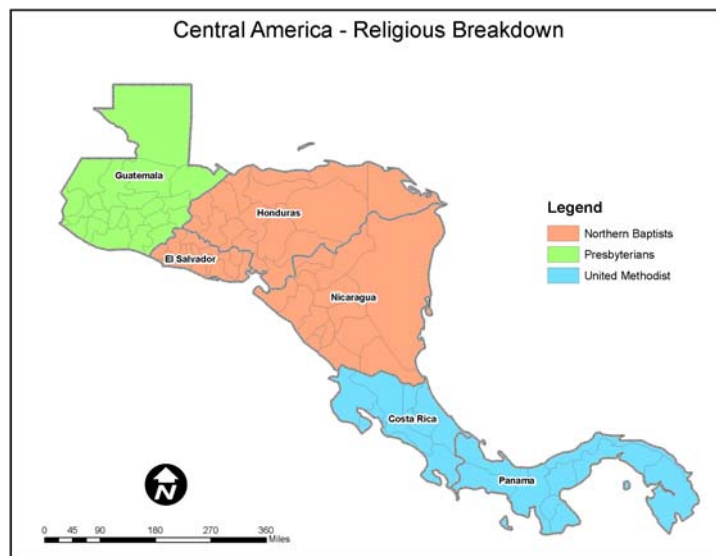 Central America - Religious Breakdown
Guatemala
Honduras
El Salvador
Nicaragua
Costa Rica
Panama
Legend
Northern Baptists
Presbyterians
United Methodist
N
0 45 90 180 270 360
Miles